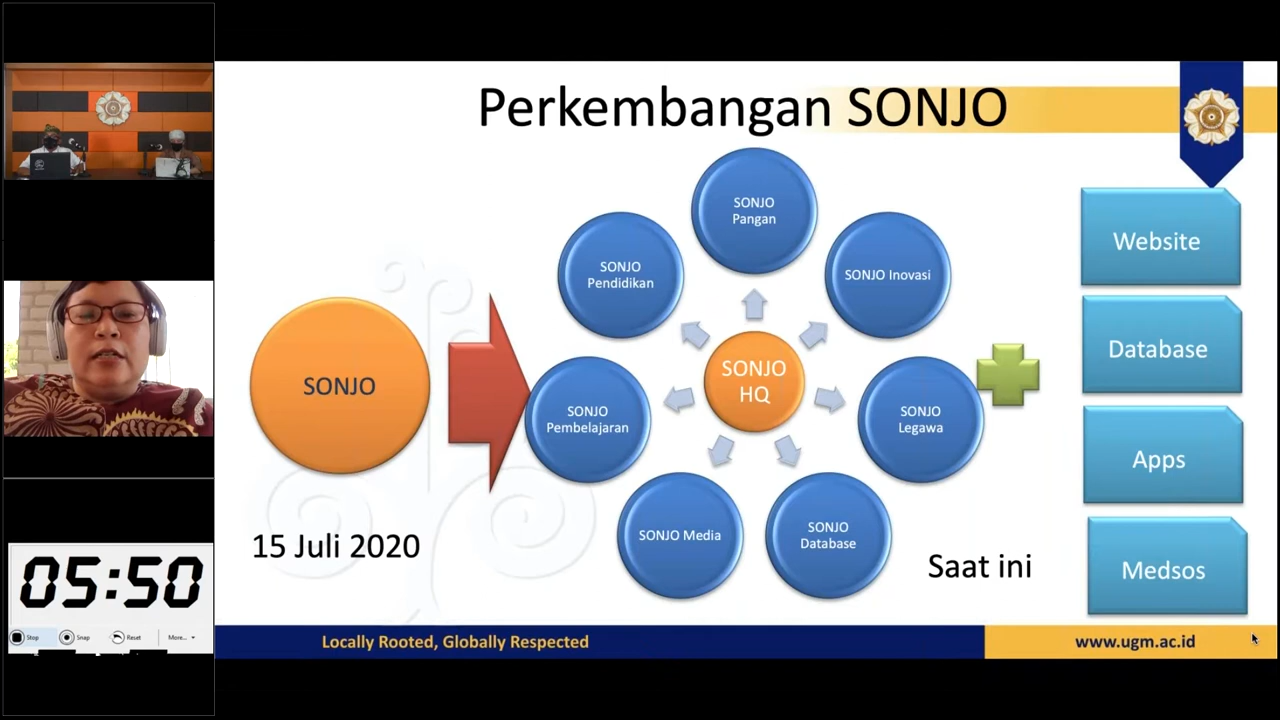 Perkembangan SONJO
SONJO
15 Juli 2020
SONJO
Pangan
SONJO
Pendidikan
SONJO Inovasi
SONJO
HQ
SONJO
Pembelajaran
SONJO
Legawa
SONJO Media
SONJO
Database
Saat ini
Website
Database
Apps
Medsos
05:50
Stop
Snap
Reset
More...
Locally Rooted, Globally Respected
www.ugm.ac.id